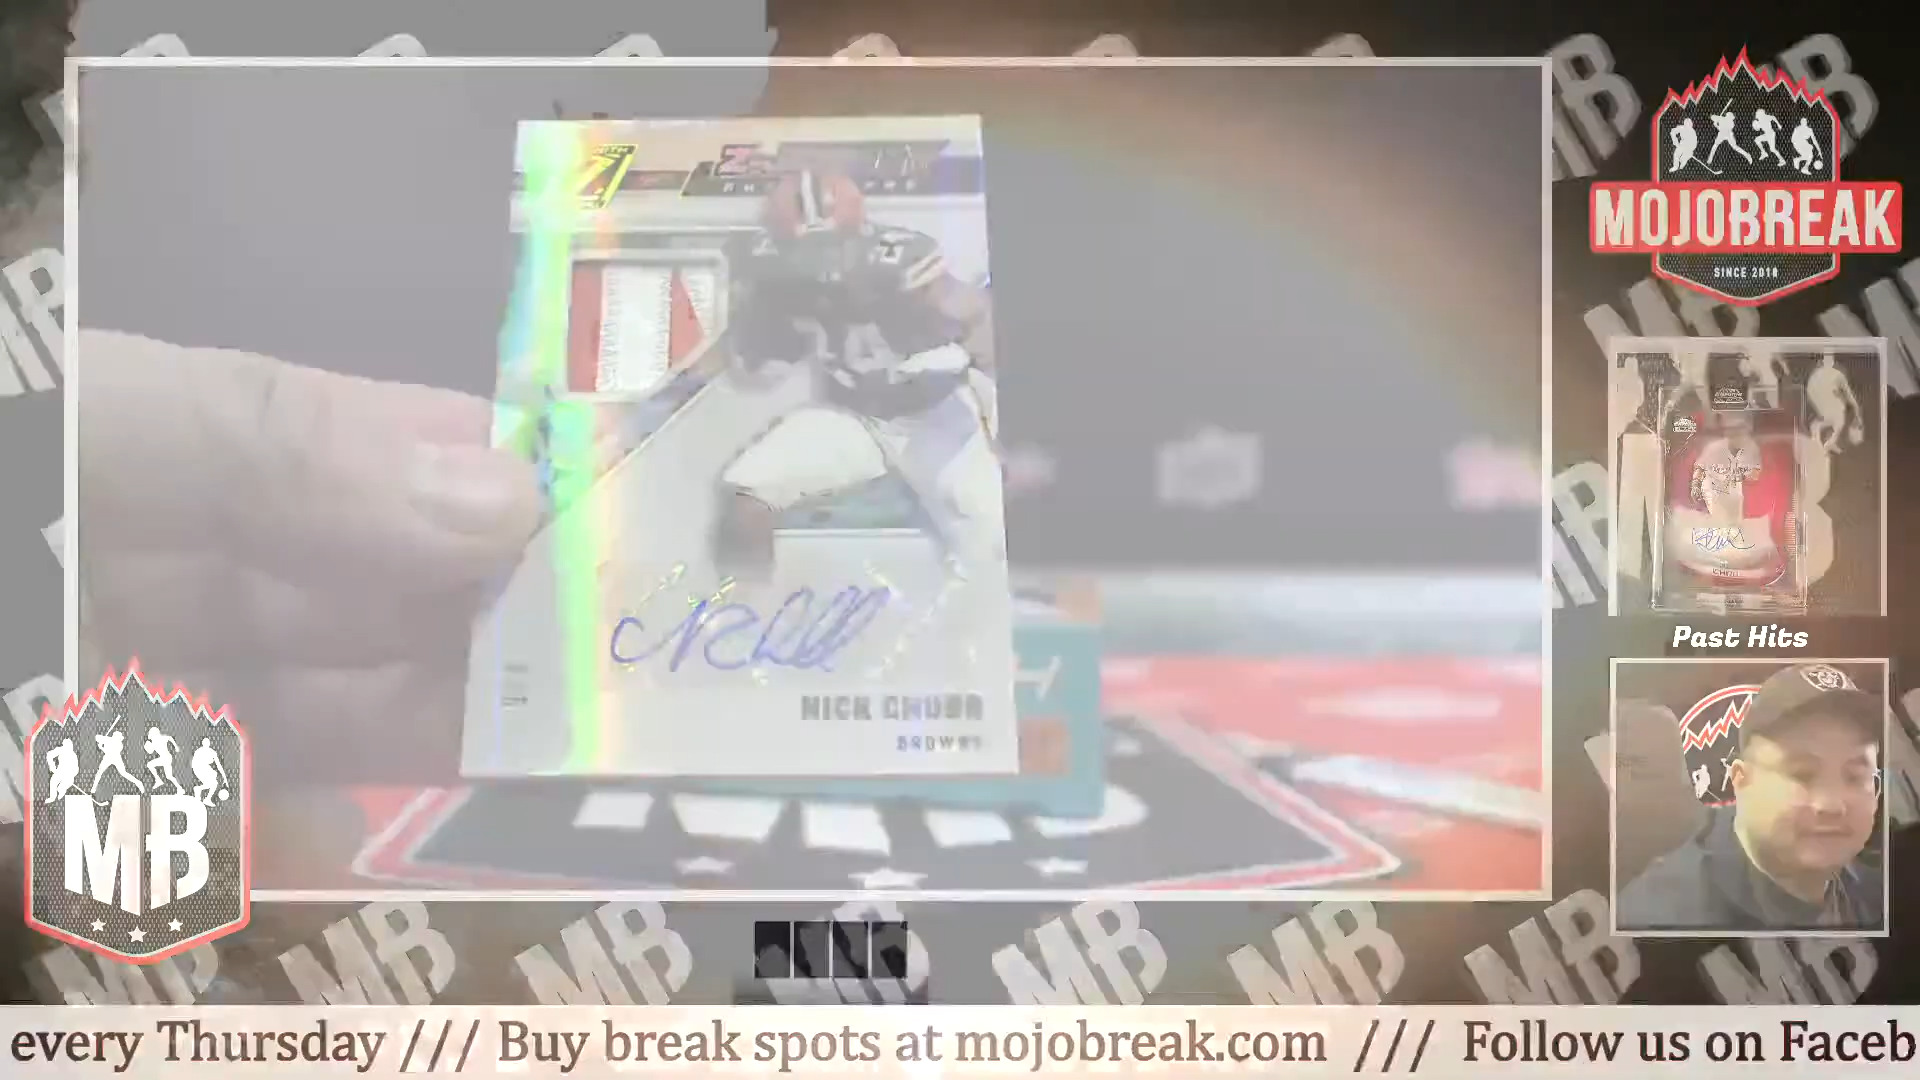 MOJOBREAK
SINCE 2018
NICK CHUBB
BROWNS
Past Hits
MB
every Thursday /// Buy break spots at mojobreak.com /// Follow us on Faceb